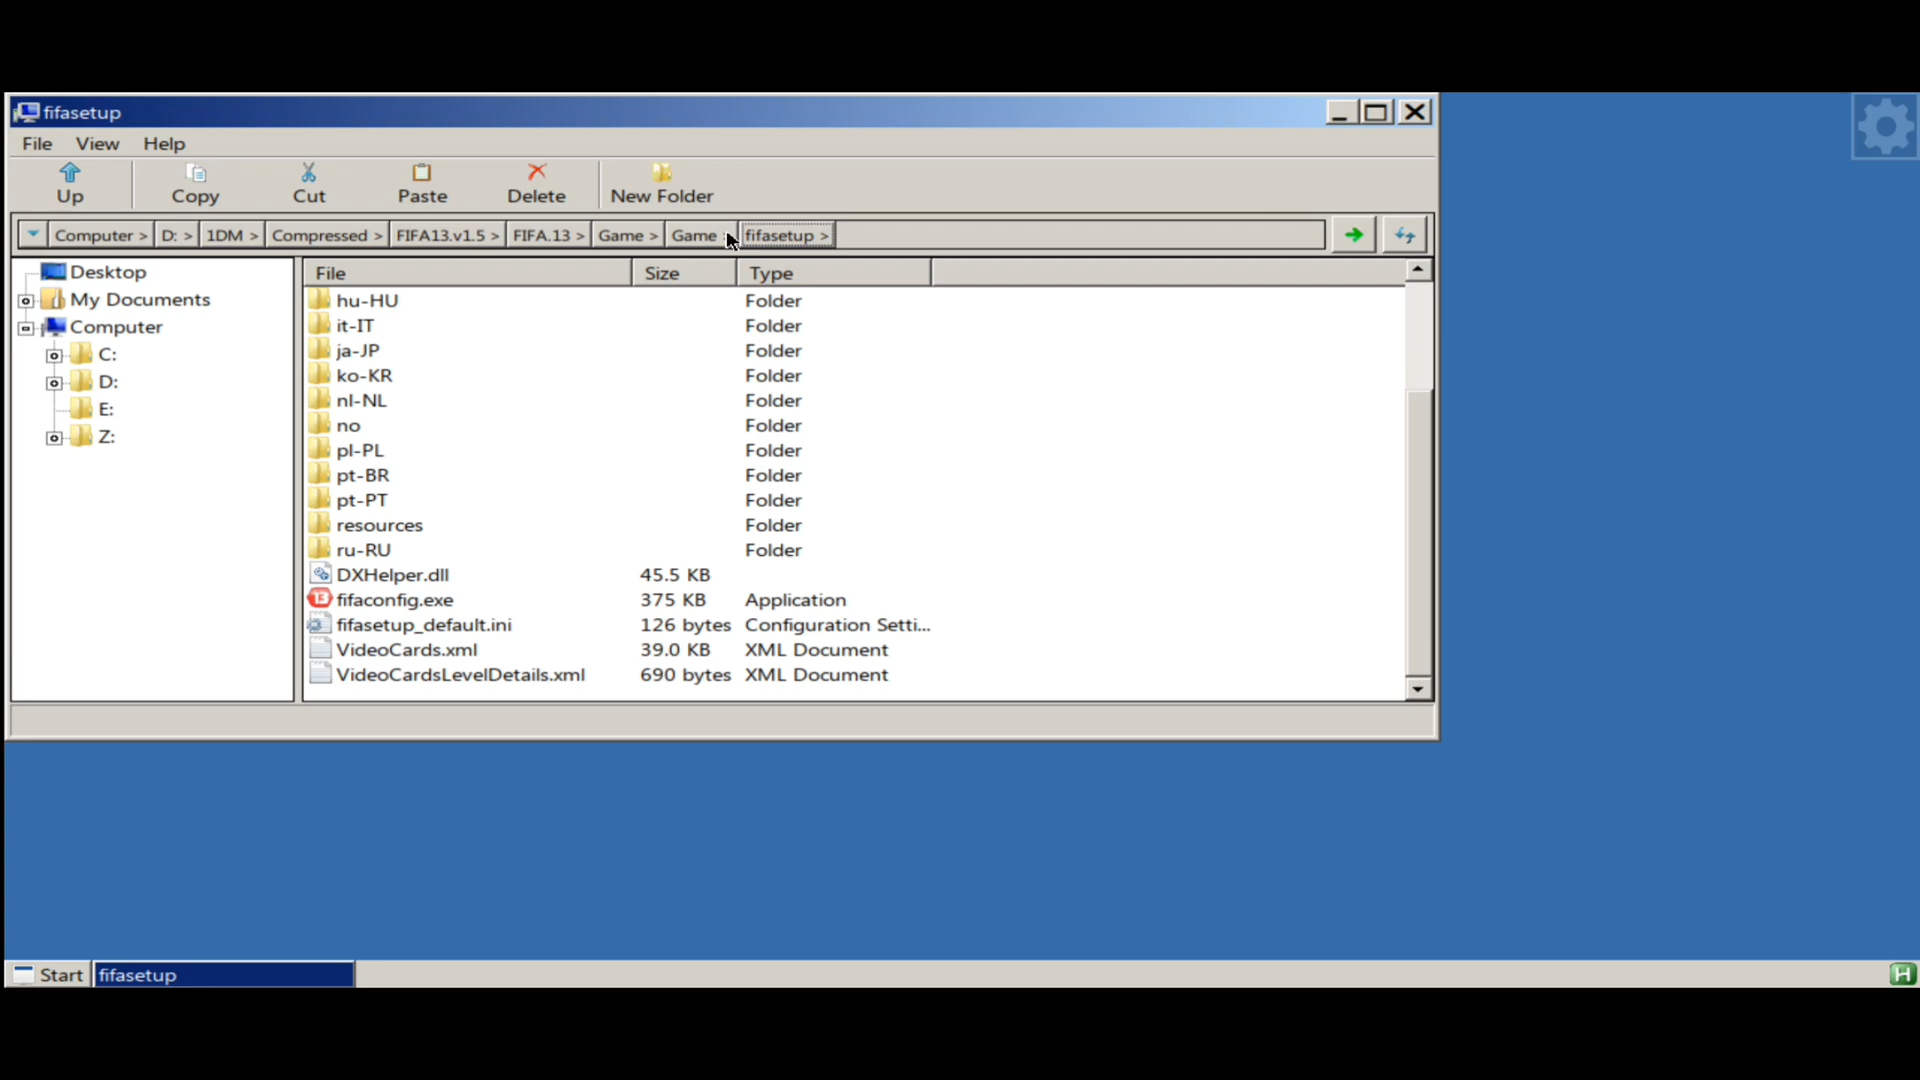 fifasetup
File View Help
Up Copy Cut Paste Delete New Folder
Computer > D: > 1DM > Compressed > FIFA13.v1.5 > FIFA.13 > Game > Game fifasetup >
Desktop
My Documents
Computer
C:
D:
E:
Z:
File Size Type
hu-HU Folder
it-IT Folder
ja-JP Folder
ko-KR Folder
nl-NL Folder
no Folder
pl-PL Folder
pt-BR Folder
pt-PT Folder
resources Folder
ru-RU Folder
DXHelper.dll 45.5 KB
fifaconfig.exe 375 KB Application
fifasetup_default.ini 126 bytes Configuration Setti...
VideoCards.xml 39.0 KB XML Document
VideoCardsLevelDetails.xml 690 bytes XML Document
Start fifasetup H